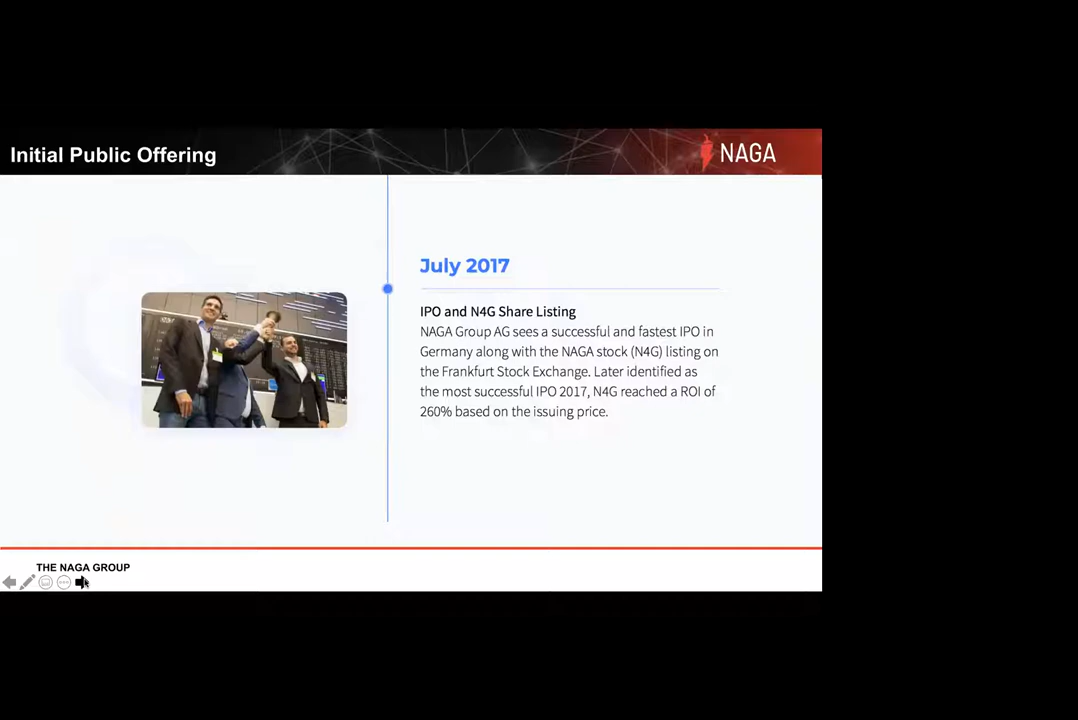 Initial Public Offering
NAGA
July 2017
IPO and N4G Share Listing
NAGA Group AG sees a successful and fastest IPO in
Germany along with the NAGA stock (N4G) listing on
the Frankfurt Stock Exchange. Later identified as
the most successful IPO 2017, N4G reached a ROI of
260% based on the issuing price.
THE NAGA GROUP